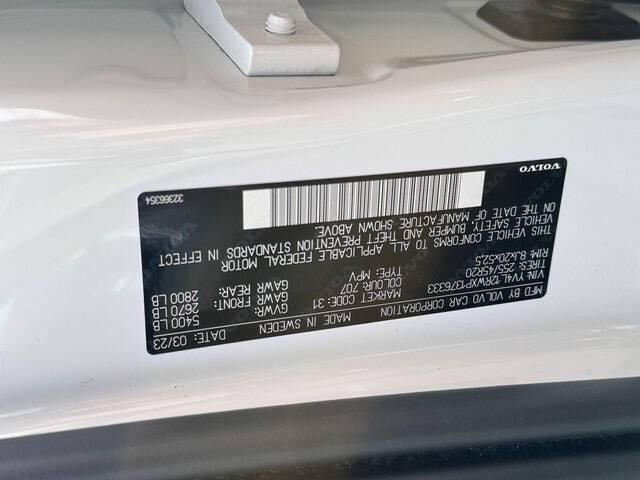 MFD BY VOLVO CAR CORPORATION MADE IN SWEDEN 03/23
VIN: YV4L12RWXP1376333 MARKET CODE: 31 GVWR: 5400 LB
TIRES: 255/45R20 COLOUR: 707 GAWR FRONT: 2670 LB
RIM: 8Jx20x52,5 TYPE: MPV GAWR REAR: 2800 LB
THIS VEHICLE CONFORMS TO ALL APPLICABLE FEDERAL MOTOR
VEHICLE SAFETY, BUMPER AND THEFT PREVENTION STANDARDS IN EFFECT
ON THE DATE OF MANUFACTURE SHOWN ABOVE.
VOLVO
32366354